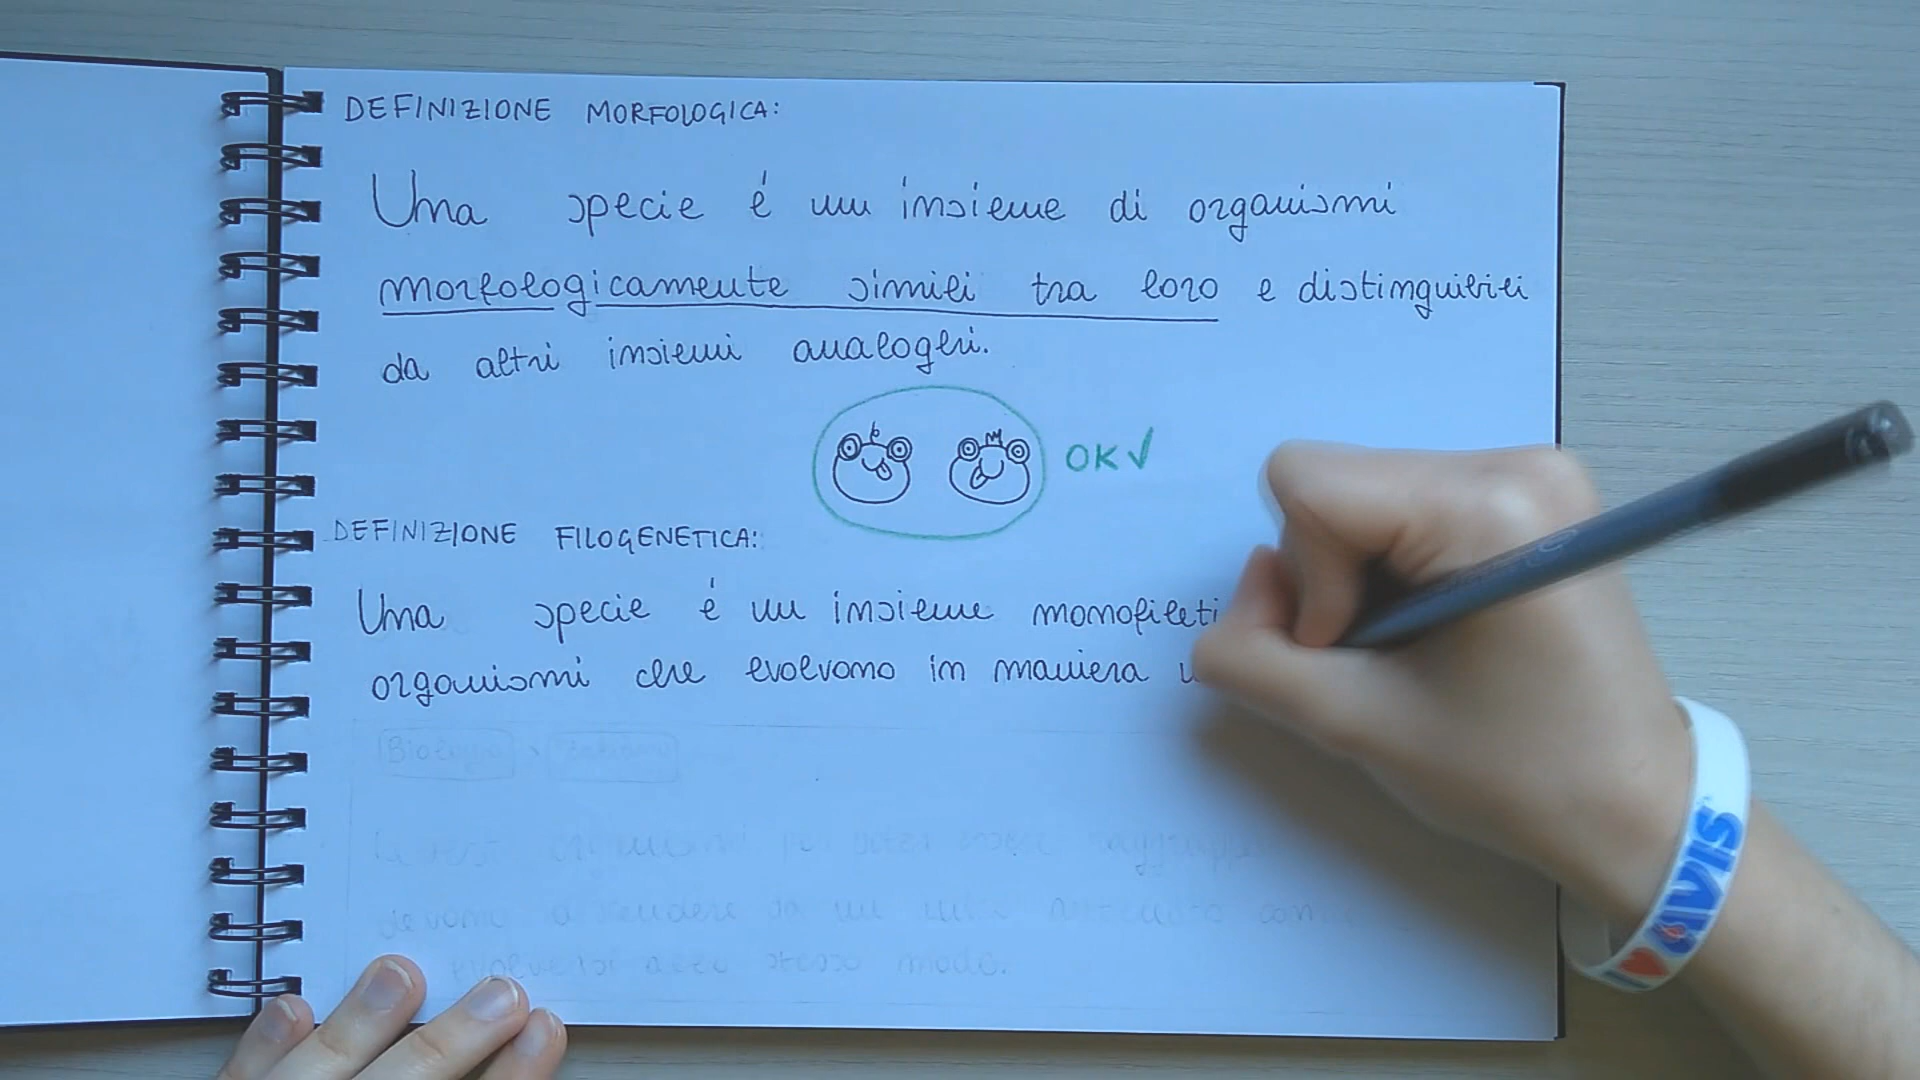 DEFINIZIONE MORFOLOGICA:
Una specie é un insieme di organismi
morfologicamente simili tra loro e distinguibili
da altri insiemi analoghi.
OK✓
DEFINIZIONE FILOGENETICA:
Una specie é un insieme monofileti
organismi che evolvono in maniera
I ❤ AVIS